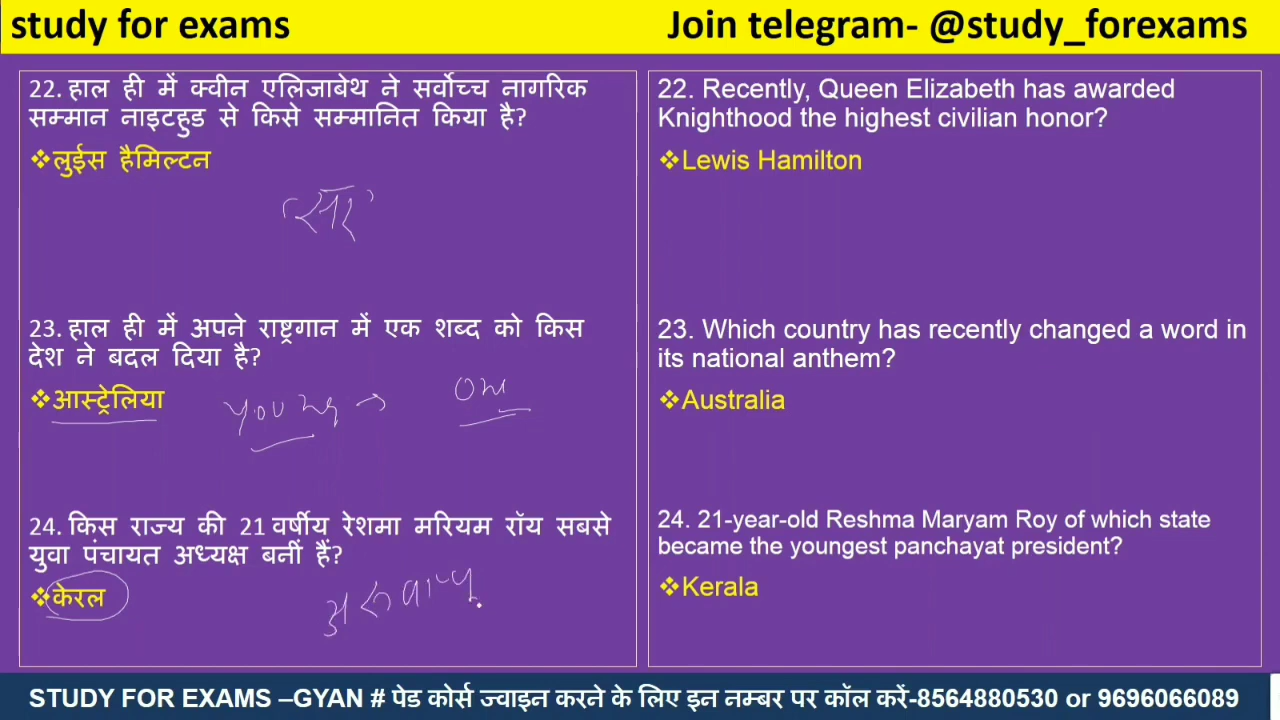 study for exams
Join telegram- @study_forexams
22. हाल ही में क्वीन एलिजाबेथ ने सर्वोच्च नागरिक
सम्मान नाइटहुड से किसे सम्मानित किया है?
❖लुईस हैमिल्टन
'सर'
23. हाल ही में अपने राष्ट्रगान में एक शब्द को किस
देश ने बदल दिया है?
❖आस्ट्रेलिया
young →
24. किस राज्य की 21 वर्षीय रेशमा मरियम रॉय सबसे
युवा पंचायत अध्यक्ष बनीं हैं?
❖केरल
22. Recently, Queen Elizabeth has awarded
Knighthood the highest civilian honor?
❖Lewis Hamilton
23. Which country has recently changed a word in
its national anthem?
❖Australia
24. 21-year-old Reshma Maryam Roy of which state
became the youngest panchayat president?
❖Kerala
STUDY FOR EXAMS –GYAN # पेड कोर्स ज्वाइन करने के लिए इन नम्बर पर कॉल करें-8564880530 or 9696066089